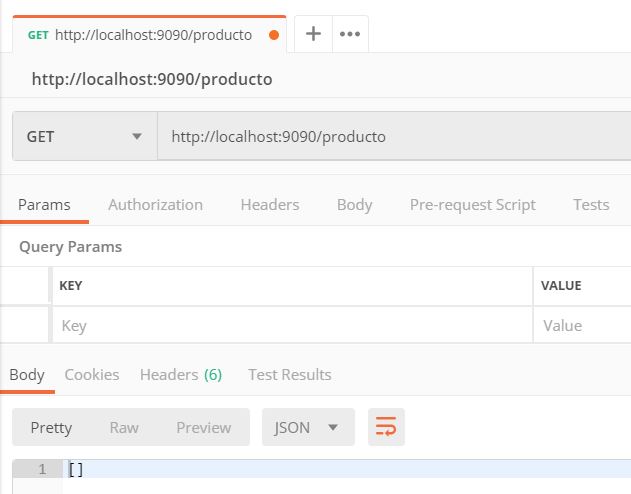 GET http://localhost:9090/producto
http://localhost:9090/producto
GET http://localhost:9090/producto
Params Authorization Headers Body Pre-request Script Tests
Query Params
KEY VALUE
Key Value
Body Cookies Headers (6) Test Results
Pretty Raw Preview JSON
1 []